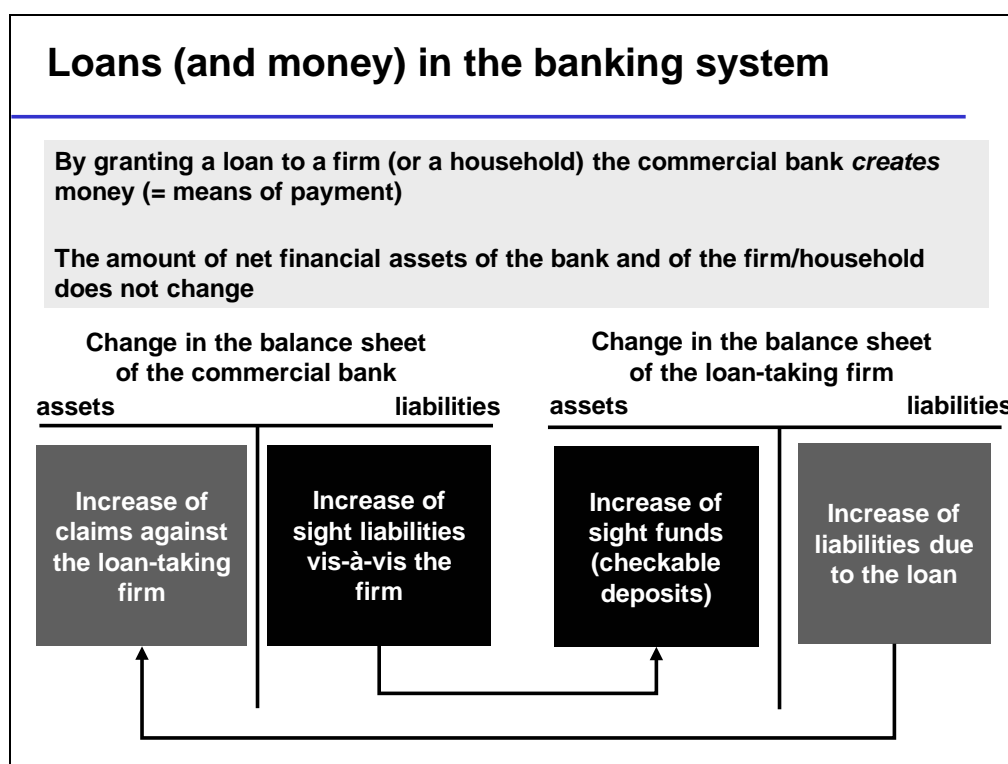 Loans (and money) in the banking system
By granting a loan to a firm (or a household) the commercial bank creates
money (= means of payment)
The amount of net financial assets of the bank and of the firm/household
does not change
Change in the balance sheet
of the commercial bank
assets
liabilities
Increase of
claims against
the loan-taking
firm
Increase of
sight liabilities
vis-à-vis the
firm
Change in the balance sheet
of the loan-taking firm
assets
liabilities
Increase of
sight funds
(checkable
deposits)
Increase of
liabilities due
to the loan